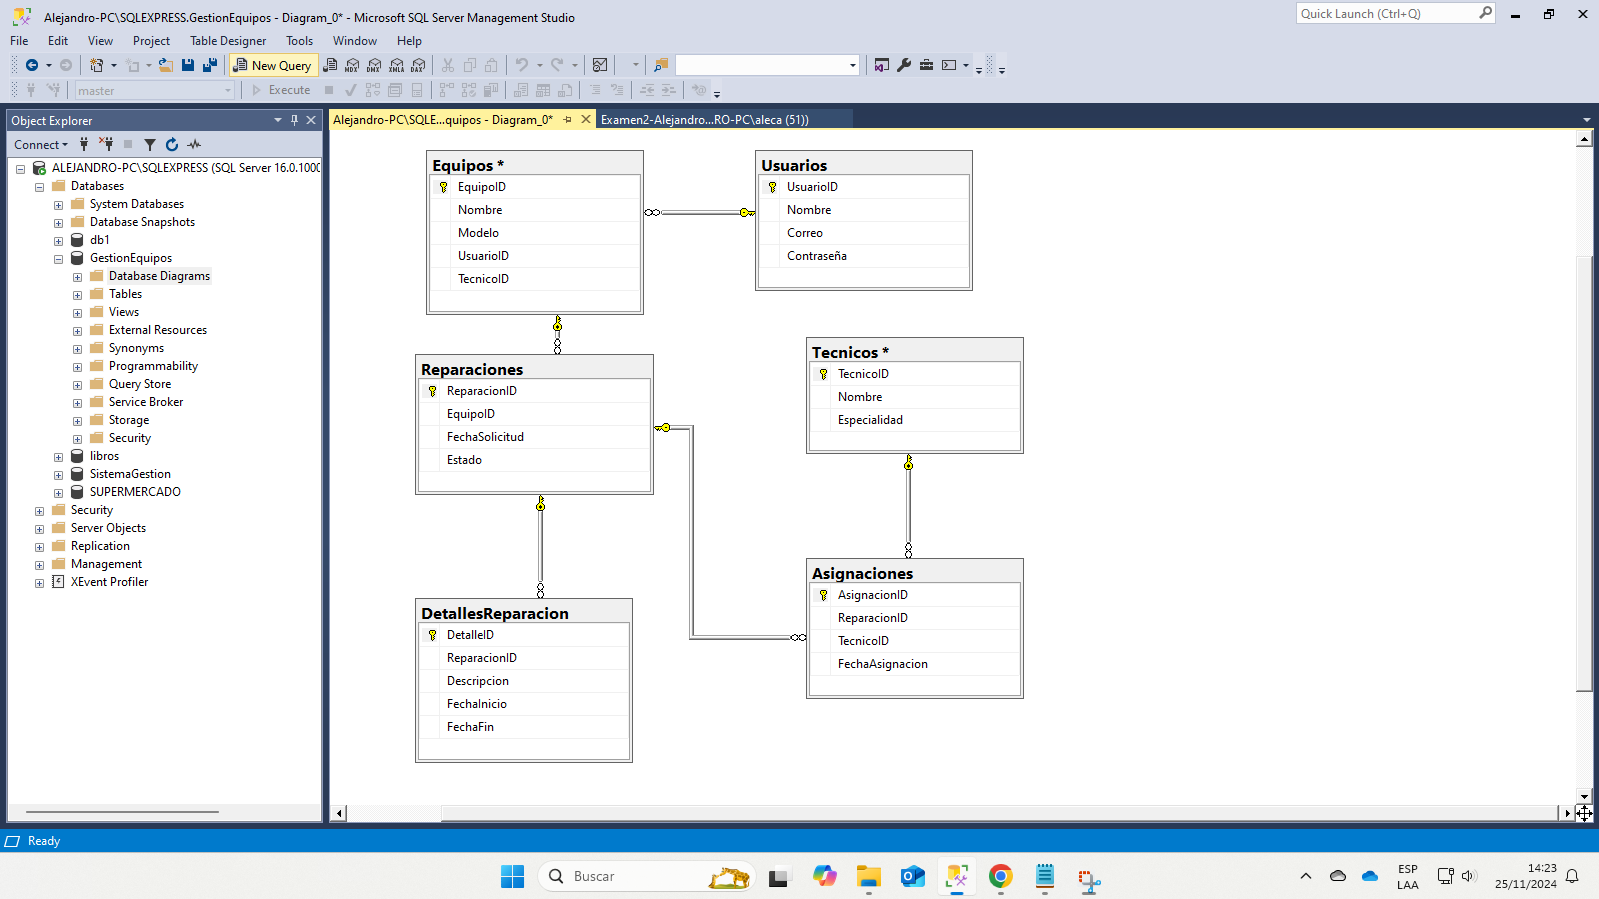 Alejandro-PC\SQLEXPRESS.GestionEquipos - Diagram_0* - Microsoft SQL Server Management Studio
Quick Launch (Ctrl+Q)
File Edit View Project Table Designer Tools Window Help
New Query
MDX DMX XMLA DAX
master
Execute
Object Explorer
Alejandro-PC\SQLE...quipos - Diagram_0*
Examen2-Alejandro...RO-PC\aleca (51))
Connect
ALEJANDRO-PC\SQLEXPRESS (SQL Server 16.0.1000
Databases
System Databases
Database Snapshots
db1
GestionEquipos
Database Diagrams
Tables
Views
External Resources
Synonyms
Programmability
Query Store
Service Broker
Storage
Security
libros
SistemaGestion
SUPERMERCADO
Security
Server Objects
Replication
Management
XEvent Profiler
Equipos *
EquipoID
Nombre
Modelo
UsuarioID
TecnicoID
Usuarios
UsuarioID
Nombre
Correo
Contraseña
Reparaciones
ReparacionID
EquipoID
FechaSolicitud
Estado
Tecnicos *
TecnicoID
Nombre
Especialidad
DetallesReparacion
DetalleID
ReparacionID
Descripcion
FechaInicio
FechaFin
Asignaciones
AsignacionID
ReparacionID
TecnicoID
FechaAsignacion
Ready
Buscar
ESP
LAA
14:23
25/11/2024